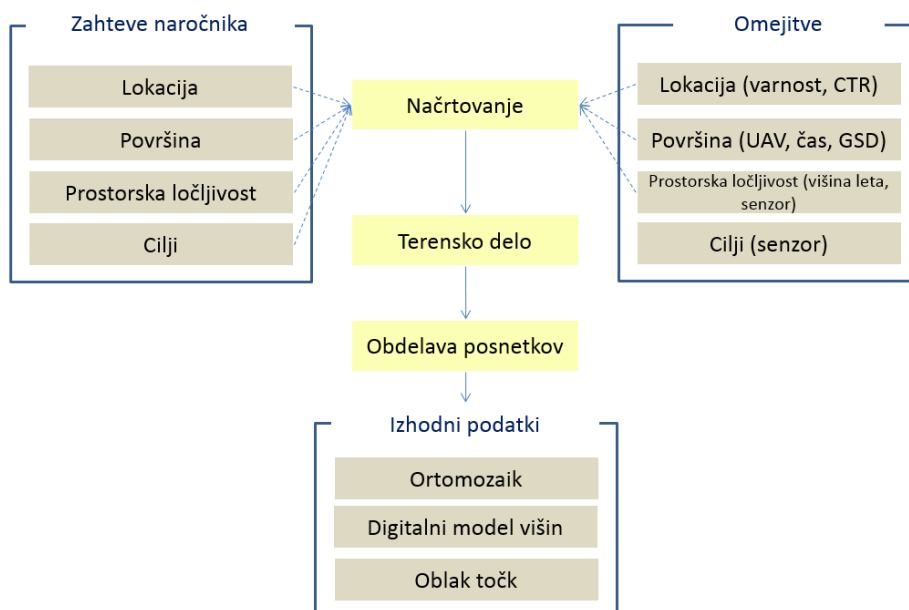 Zahteve naročnika
Lokacija
Površina
Prostorska ločljivost
Cilji
Načrtovanje
Terensko delo
Obdelava posnetkov
Omejitve
Lokacija (varnost, CTR)
Površina (UAV, čas, GSD)
Prostorska ločljivost (višina leta,
senzor)
Cilji (senzor)
Izhodni podatki
Ortomozaik
Digitalni model višin
Oblak točk